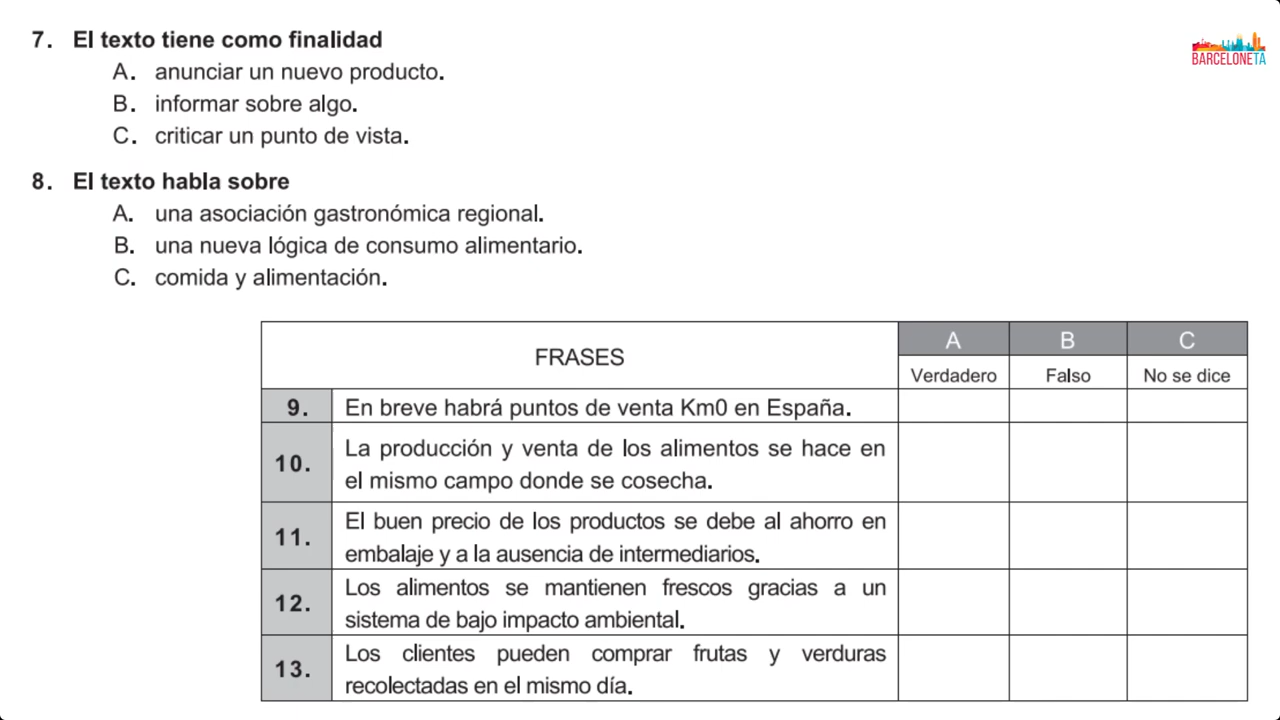 7. El texto tiene como finalidad
A. anunciar un nuevo producto.
B. informar sobre algo.
C. criticar un punto de vista.
BARCELONETA
8. El texto habla sobre
A. una asociación gastronómica regional.
B. una nueva lógica de consumo alimentario.
C. comida y alimentación.
FRASES
A B C
Verdadero Falso No se dice
9. En breve habrá puntos de venta Km0 en España.
10. La producción y venta de los alimentos se hace en
el mismo campo donde se cosecha.
11. El buen precio de los productos se debe al ahorro en
embalaje y a la ausencia de intermediarios.
12. Los alimentos se mantienen frescos gracias a un
sistema de bajo impacto ambiental.
13. Los clientes pueden comprar frutas y verduras
recolectadas en el mismo día.